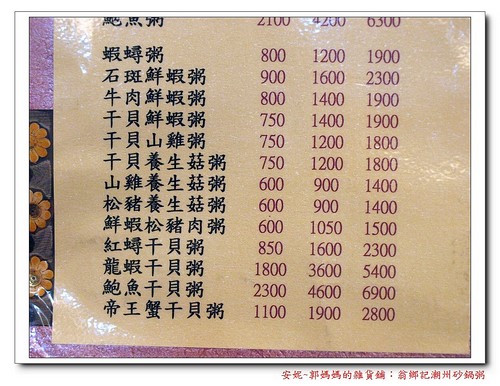 鮑魚粥 2100 4200 6300
蝦蟳粥 800 1200 1900
石斑鮮蝦粥 900 1600 2300
牛肉鮮蝦粥 800 1400 1900
干貝鮮蝦粥 750 1400 1900
干貝山雞粥 750 1200 1800
干貝養生菇粥 750 1200 1800
山雞養生菇粥 600 900 1400
松豬養生菇粥 600 900 1400
鮮蝦松豬肉粥 600 1050 1500
紅蟳干貝粥 850 1600 2300
龍蝦干貝粥 1800 3600 5400
鮑魚干貝粥 2300 4600 6900
帝王蟹干貝粥 1100 1900 2800
安妮~郭媽媽的雜貨鋪：翁鄉記潮州砂鍋粥